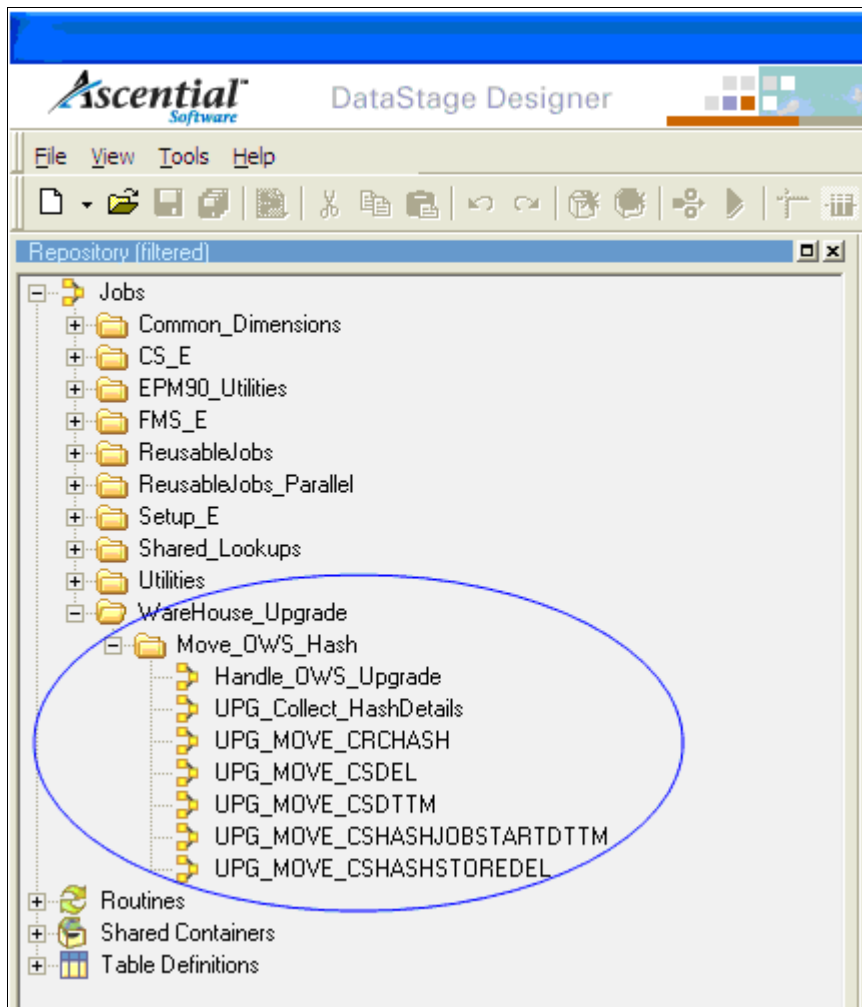 Ascential™
Software
DataStage Designer
File View Tools Help
Repository (filtered)
Jobs
Common_Dimensions
CS_E
EPM90_Utilities
FMS_E
ReusableJobs
ReusableJobs_Parallel
Setup_E
Shared_Lookups
Utilities
WareHouse_Upgrade
Move_OWS_Hash
Handle_OWS_Upgrade
UPG_Collect_HashDetails
UPG_MOVE_CRCHASH
UPG_MOVE_CSDEL
UPG_MOVE_CSDTTM
UPG_MOVE_CSHASHJOBSTARTDTTM
UPG_MOVE_CSHASHSTOREDEL
Routines
Shared Containers
Table Definitions